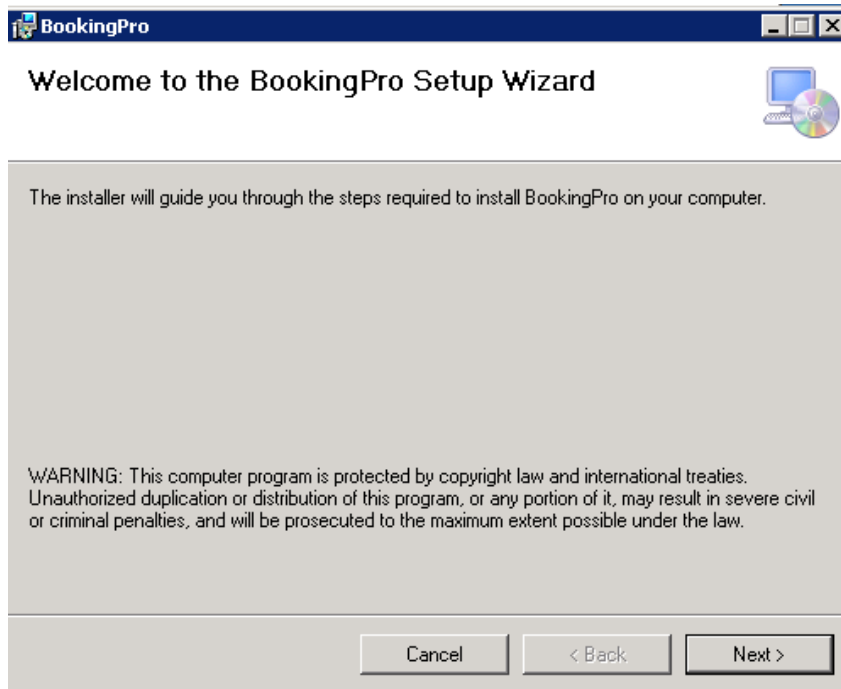 BookingPro
Welcome to the BookingPro Setup Wizard
The installer will guide you through the steps required to install BookingPro on your computer.
WARNING: This computer program is protected by copyright law and international treaties.
Unauthorized duplication or distribution of this program, or any portion of it, may result in severe civil
or criminal penalties, and will be prosecuted to the maximum extent possible under the law.
Cancel < Back Next >